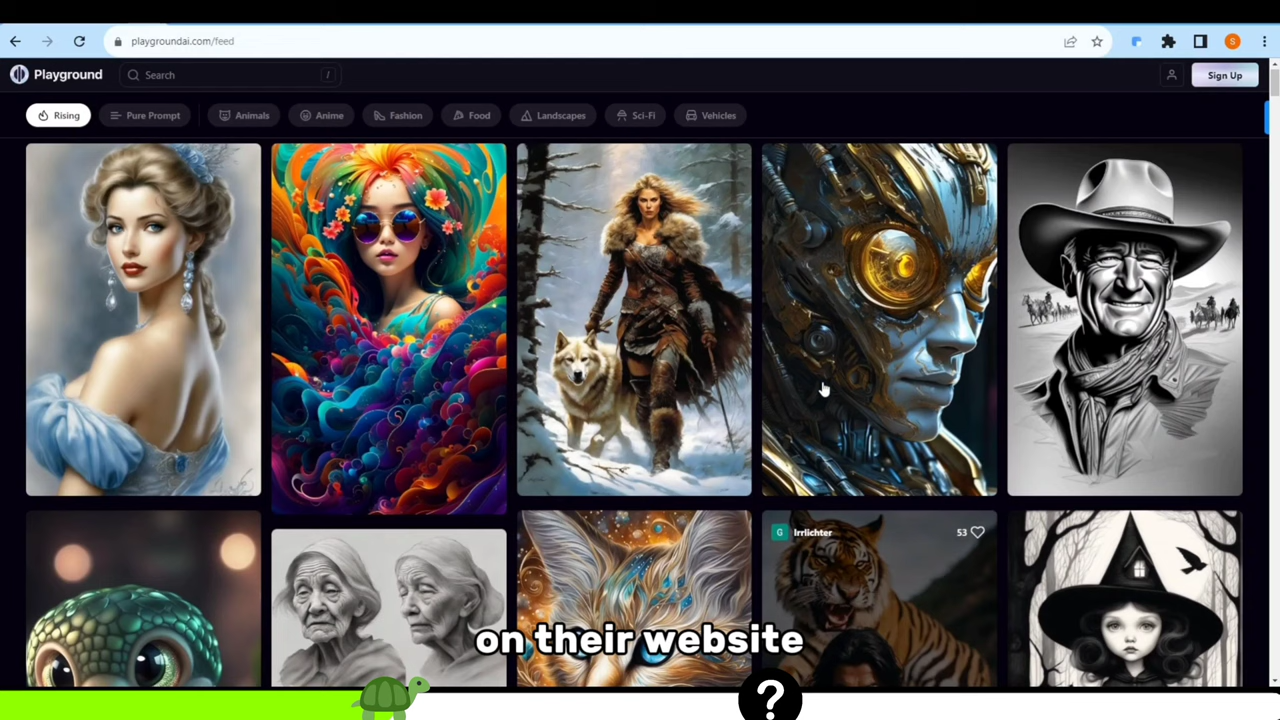 playgroundai.com/feed
S
Playground
Search
/
Sign Up
Rising
Pure Prompt
Animals
Anime
Fashion
Food
Landscapes
Sci-Fi
Vehicles
G
Irrlichter
53
on their website
?